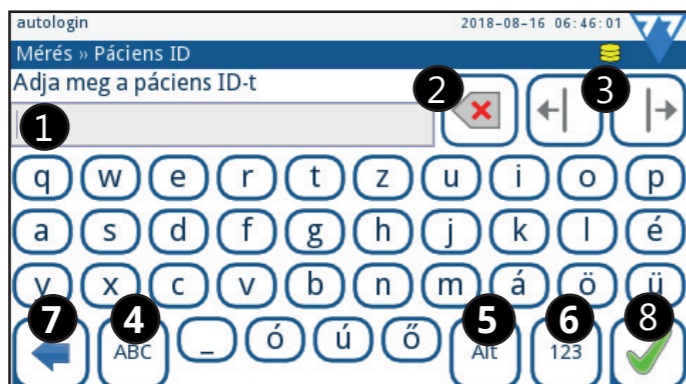 autologin 2018-08-16 06:46:01
Mérés » Páciens ID
Adja meg a páciens ID-t
1 2 3
q w e r t z u i o p
a s d f g h j k l é
y x c v b n m á ö ü
7 4 5 6 8
ABC _ ó ú ő Alt 123